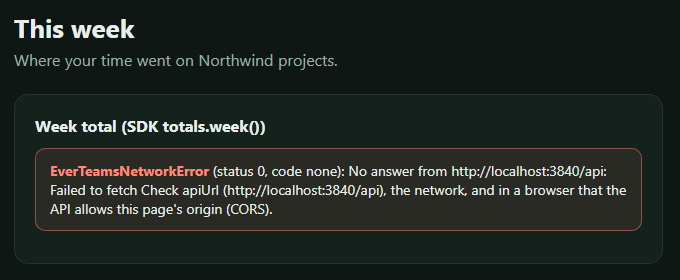 This week
Where your time went on Northwind projects.
Week total (SDK totals.week())
EverTeamsNetworkError (status 0, code none): No answer from http://localhost:3840/api:
Failed to fetch Check apiUrl (http://localhost:3840/api), the network, and in a browser that the
API allows this page's origin (CORS).